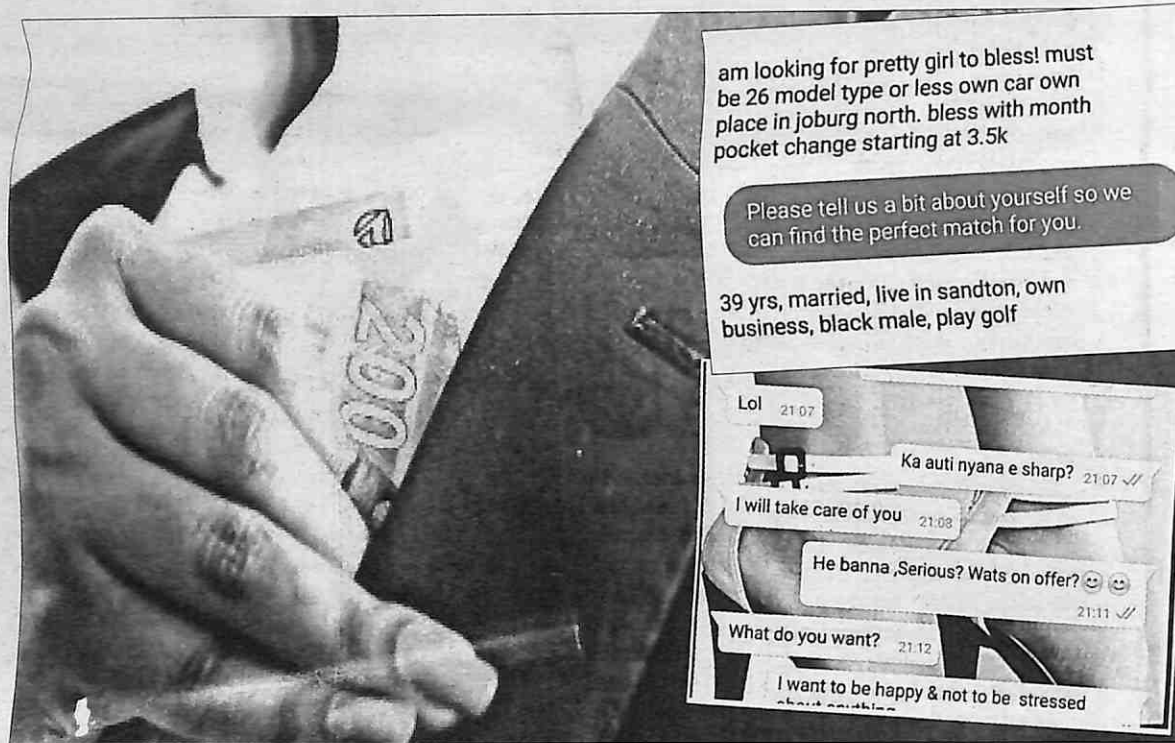 200
am looking for pretty girl to bless! must
be 26 model type or less own car own
place in joburg north. bless with month
pocket change starting at 3.5k
Please tell us a bit about yourself so we
can find the perfect match for you.
39 yrs, married, live in sandton, own
business, black male, play golf
Lol 21:07
Ka auti nyana e sharp? 21:07
I will take care of you 21:08
He banna ,Serious? Wats on offer?😊 😊
21:11
What do you want? 21:12
I want to be happy & not to be stressed
about anything